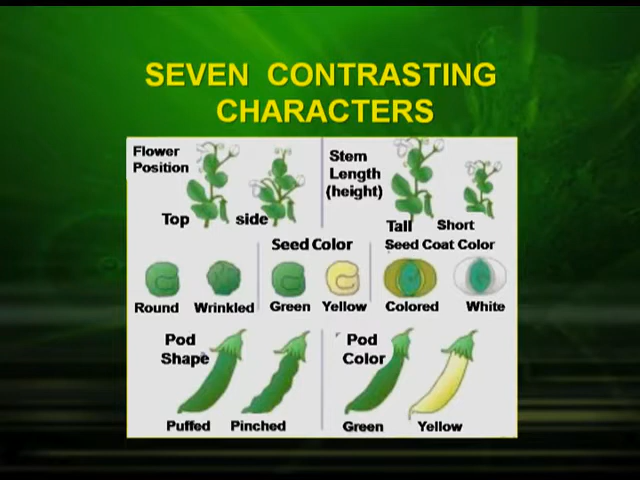 SEVEN CONTRASTING
CHARACTERS
Flower
Position
Top
side
Stem
Length
(height)
Tall
Short
Round
Wrinkled
Seed Color
Green
Yellow
Seed Coat Color
Colored
White
Pod
Shape
Puffed
Pinched
Pod
Color
Green
Yellow